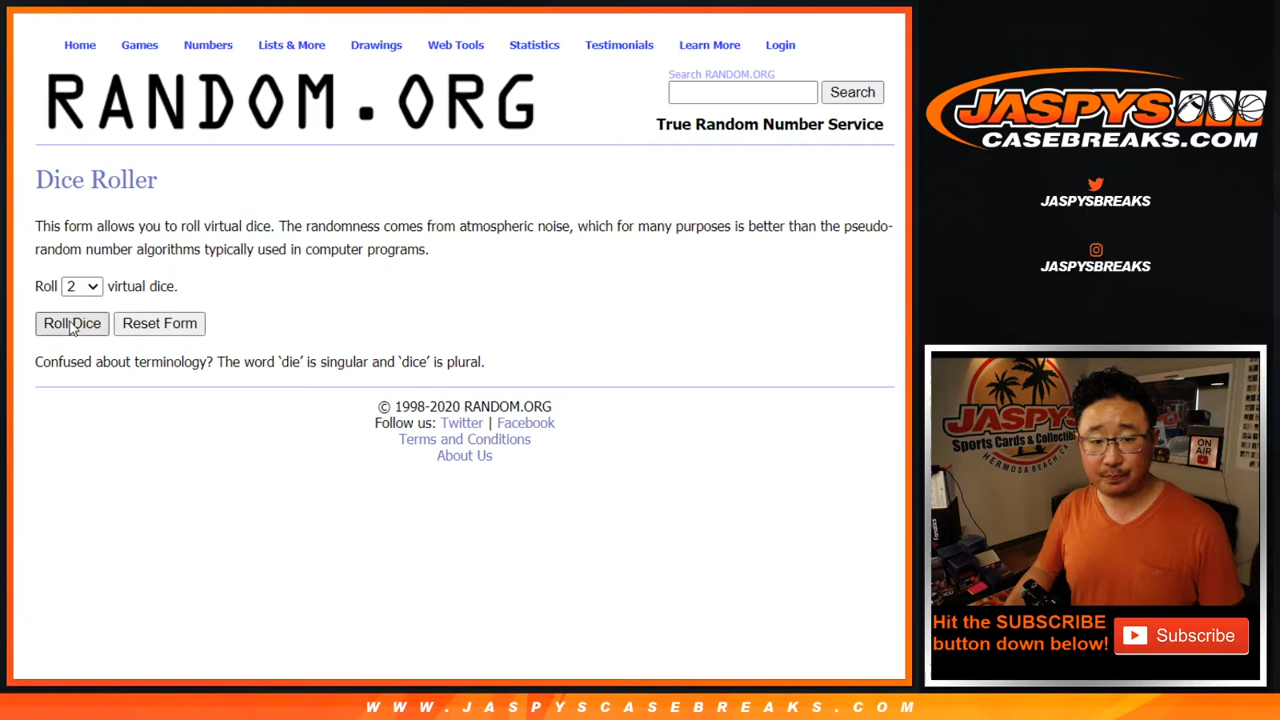 Home Games Numbers Lists & More Drawings Web Tools Statistics Testimonials Learn More Login
RANDOM.ORG
Search RANDOM.ORG
Search
True Random Number Service
Dice Roller
This form allows you to roll virtual dice. The randomness comes from atmospheric noise, which for many purposes is better than the pseudo-
random number algorithms typically used in computer programs.
Roll 2 virtual dice.
Roll Dice Reset Form
Confused about terminology? The word ‘die’ is singular and ‘dice’ is plural.
© 1998-2020 RANDOM.ORG
Follow us: Twitter | Facebook
Terms and Conditions
About Us
JASPYS
CASEBREAKS.COM
JASPYSBREAKS
JASPYSBREAKS
JASPYS
Sports Cards & Collectibl
HERMOSA BEACH, CA
ON AIR
Fanatics
Hit the SUBSCRIBE
button down below!
Subscribe
WWW.JASPYSCASEBREAKS.COM